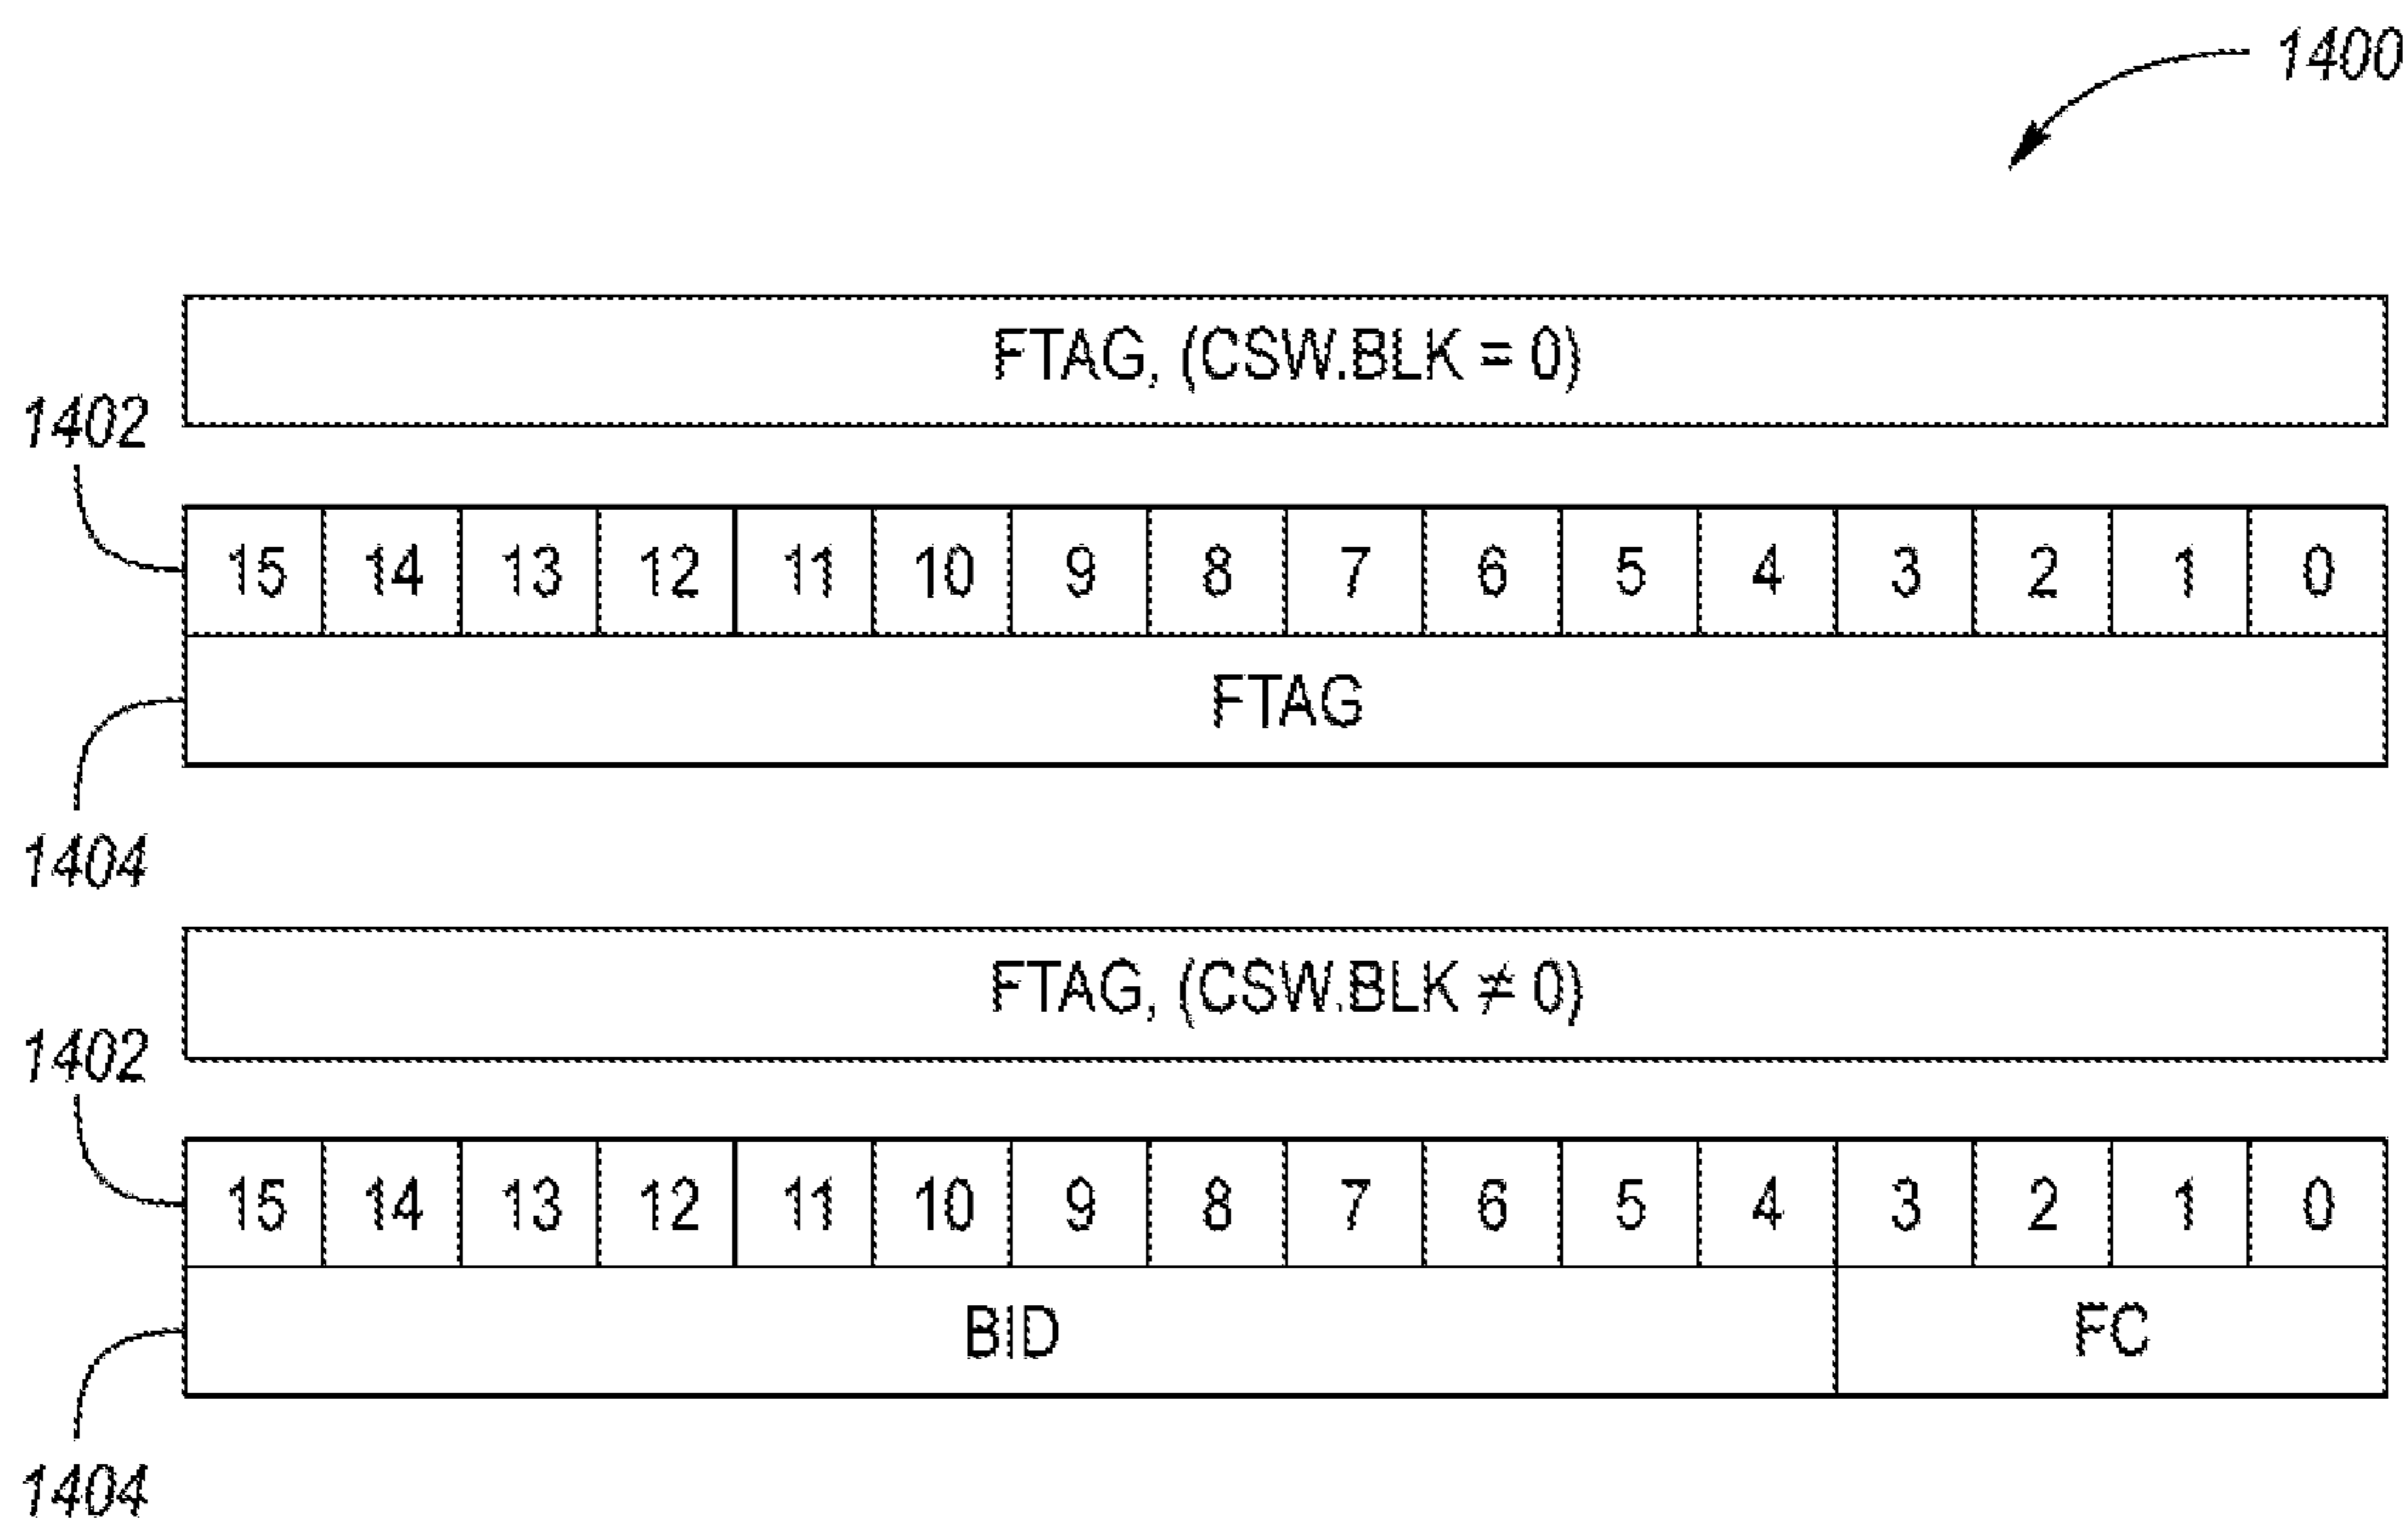 1400
FTAG, (CSW.BLK = 0)
1402
15 14 13 12 11 10 9 8 7 6 5 4 3 2 1 0
FTAG
1404
FTAG, (CSW.BLK ≠ 0)
1402
15 14 13 12 11 10 9 8 7 6 5 4 3 2 1 0
BID FC
1404